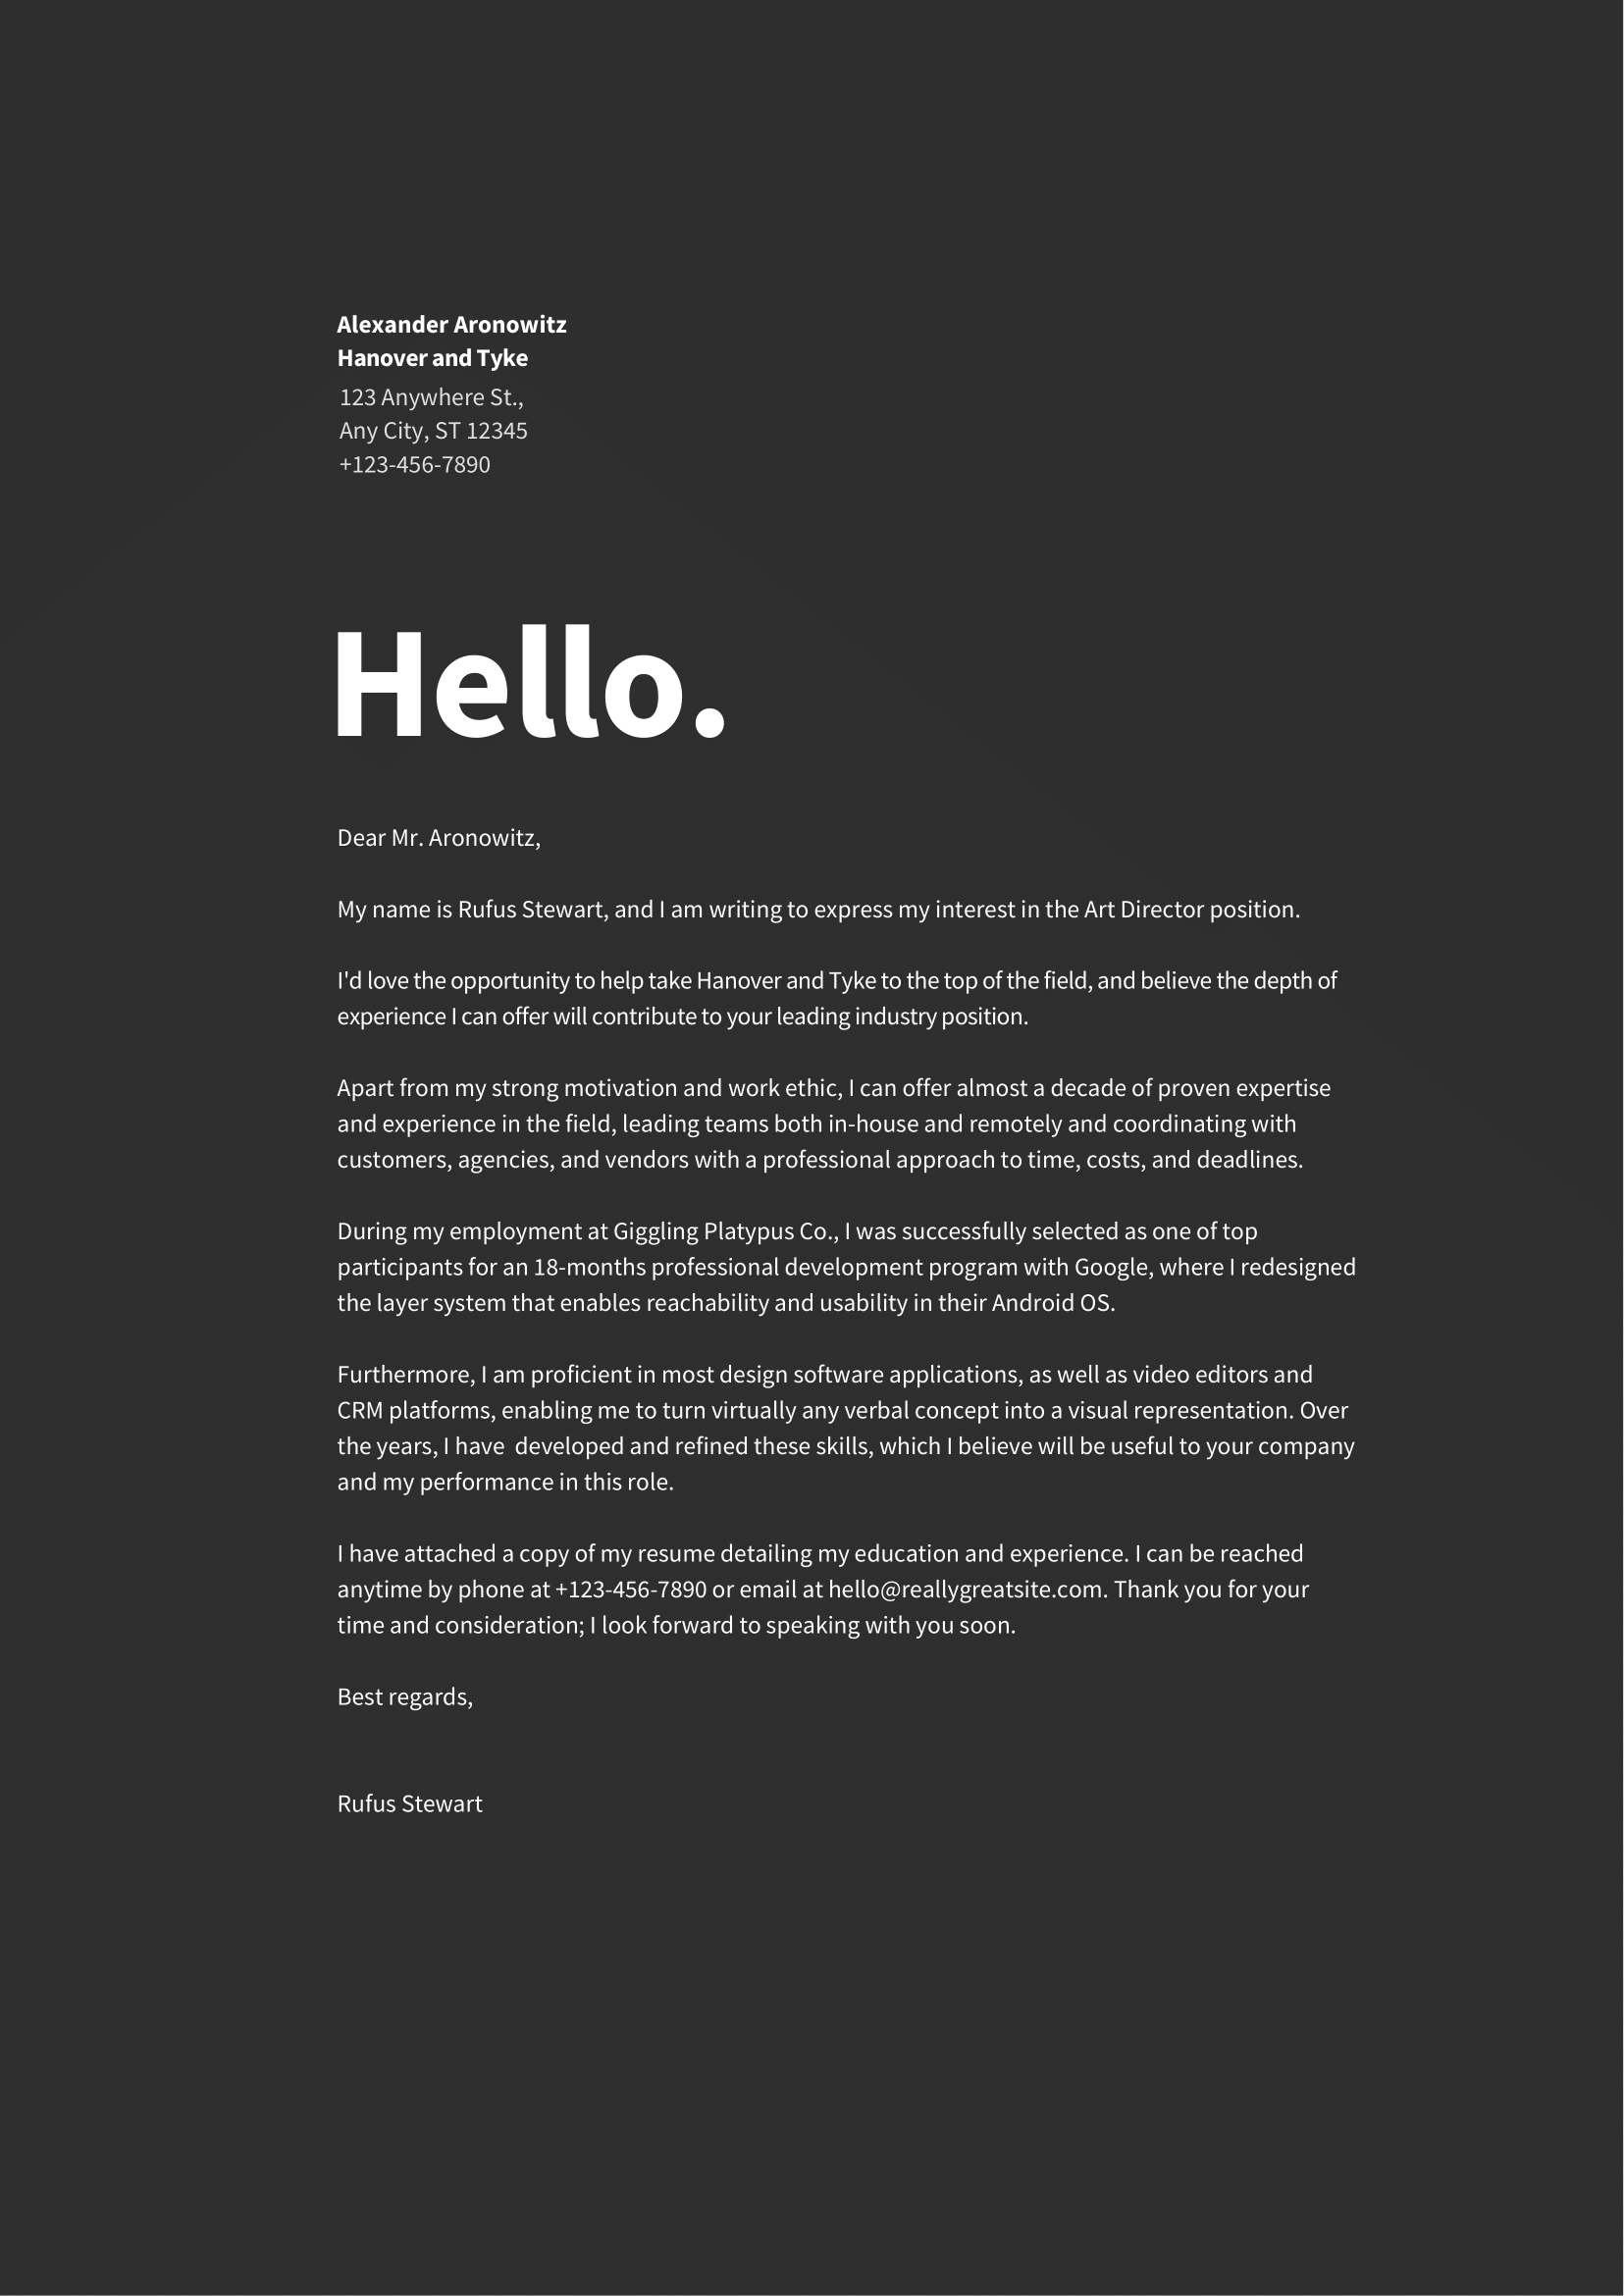 Alexander Aronowitz
Hanover and Tyke
123 Anywhere St.,
Any City, ST 12345
+123-456-7890
Hello.
Dear Mr. Aronowitz,
My name is Rufus Stewart, and I am writing to express my interest in the Art Director position.
I'd love the opportunity to help take Hanover and Tyke to the top of the field, and believe the depth of
experience I can offer will contribute to your leading industry position.
Apart from my strong motivation and work ethic, I can offer almost a decade of proven expertise
and experience in the field, leading teams both in-house and remotely and coordinating with
customers, agencies, and vendors with a professional approach to time, costs, and deadlines.
During my employment at Giggling Platypus Co., I was successfully selected as one of top
participants for an 18-months professional development program with Google, where I redesigned
the layer system that enables reachability and usability in their Android OS.
Furthermore, I am proficient in most design software applications, as well as video editors and
CRM platforms, enabling me to turn virtually any verbal concept into a visual representation. Over
the years, I have  developed and refined these skills, which I believe will be useful to your company
and my performance in this role.
I have attached a copy of my resume detailing my education and experience. I can be reached
anytime by phone at +123-456-7890 or email at hello@reallygreatsite.com. Thank you for your
time and consideration; I look forward to speaking with you soon.
Best regards,
Rufus Stewart